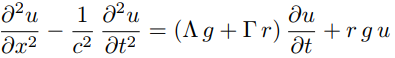 ∂²u/∂x² − 1/c² ∂²u/∂t² = (Λ g + Γ r) ∂u/∂t + r g u